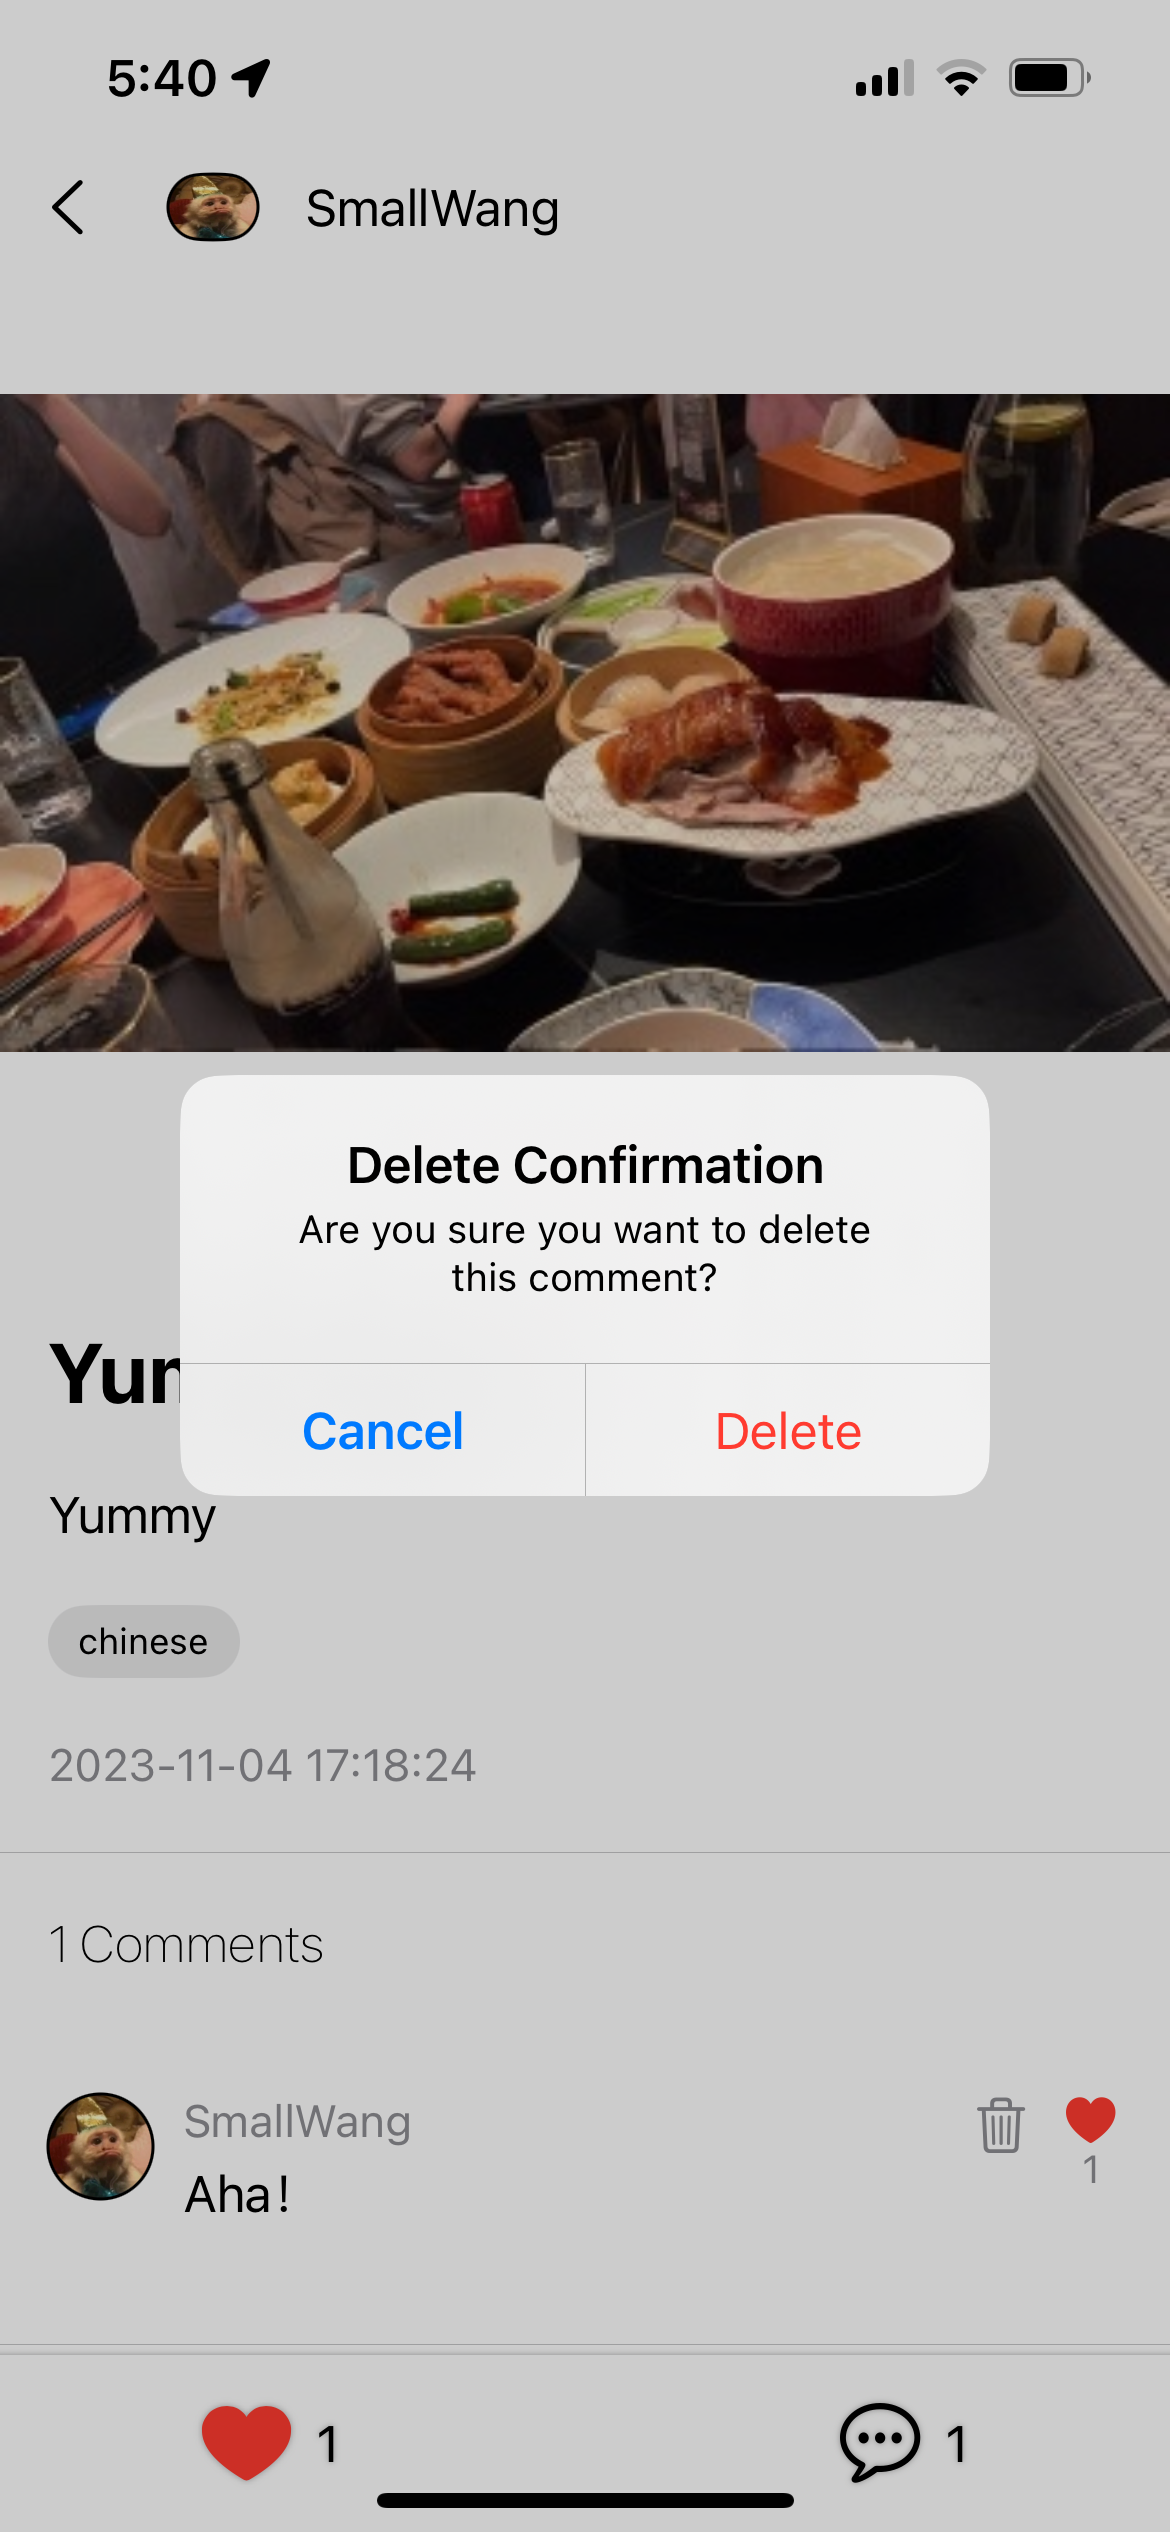 5:40
SmallWang
Delete Confirmation
Are you sure you want to delete
this comment?
Cancel
Delete
Yummy
chinese
2023-11-04 17:18:24
1 Comments
SmallWang
Aha!
1
1
1